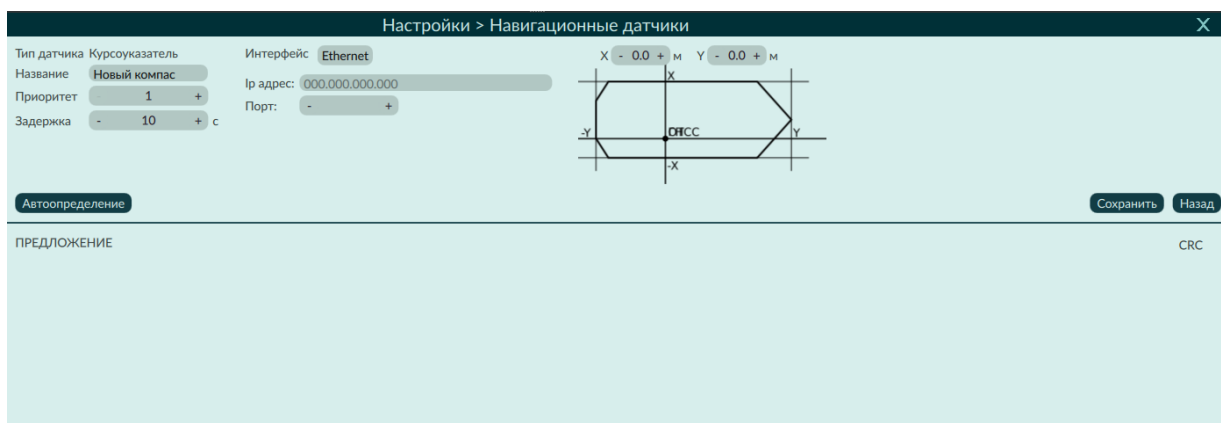 Настройки > Навигационные датчики X
Тип датчика Курсоуказатель
Название Новый компас
Приоритет - 1 +
Задержка - 10 + с
Интерфейс Ethernet
Ip адрес: 000.000.000.000
Порт: - +
X - 0.0 + м Y - 0.0 + м
X
-Y Y
-X
Автоопределение
Сохранить Назад
ПРЕДЛОЖЕНИЕ CRC